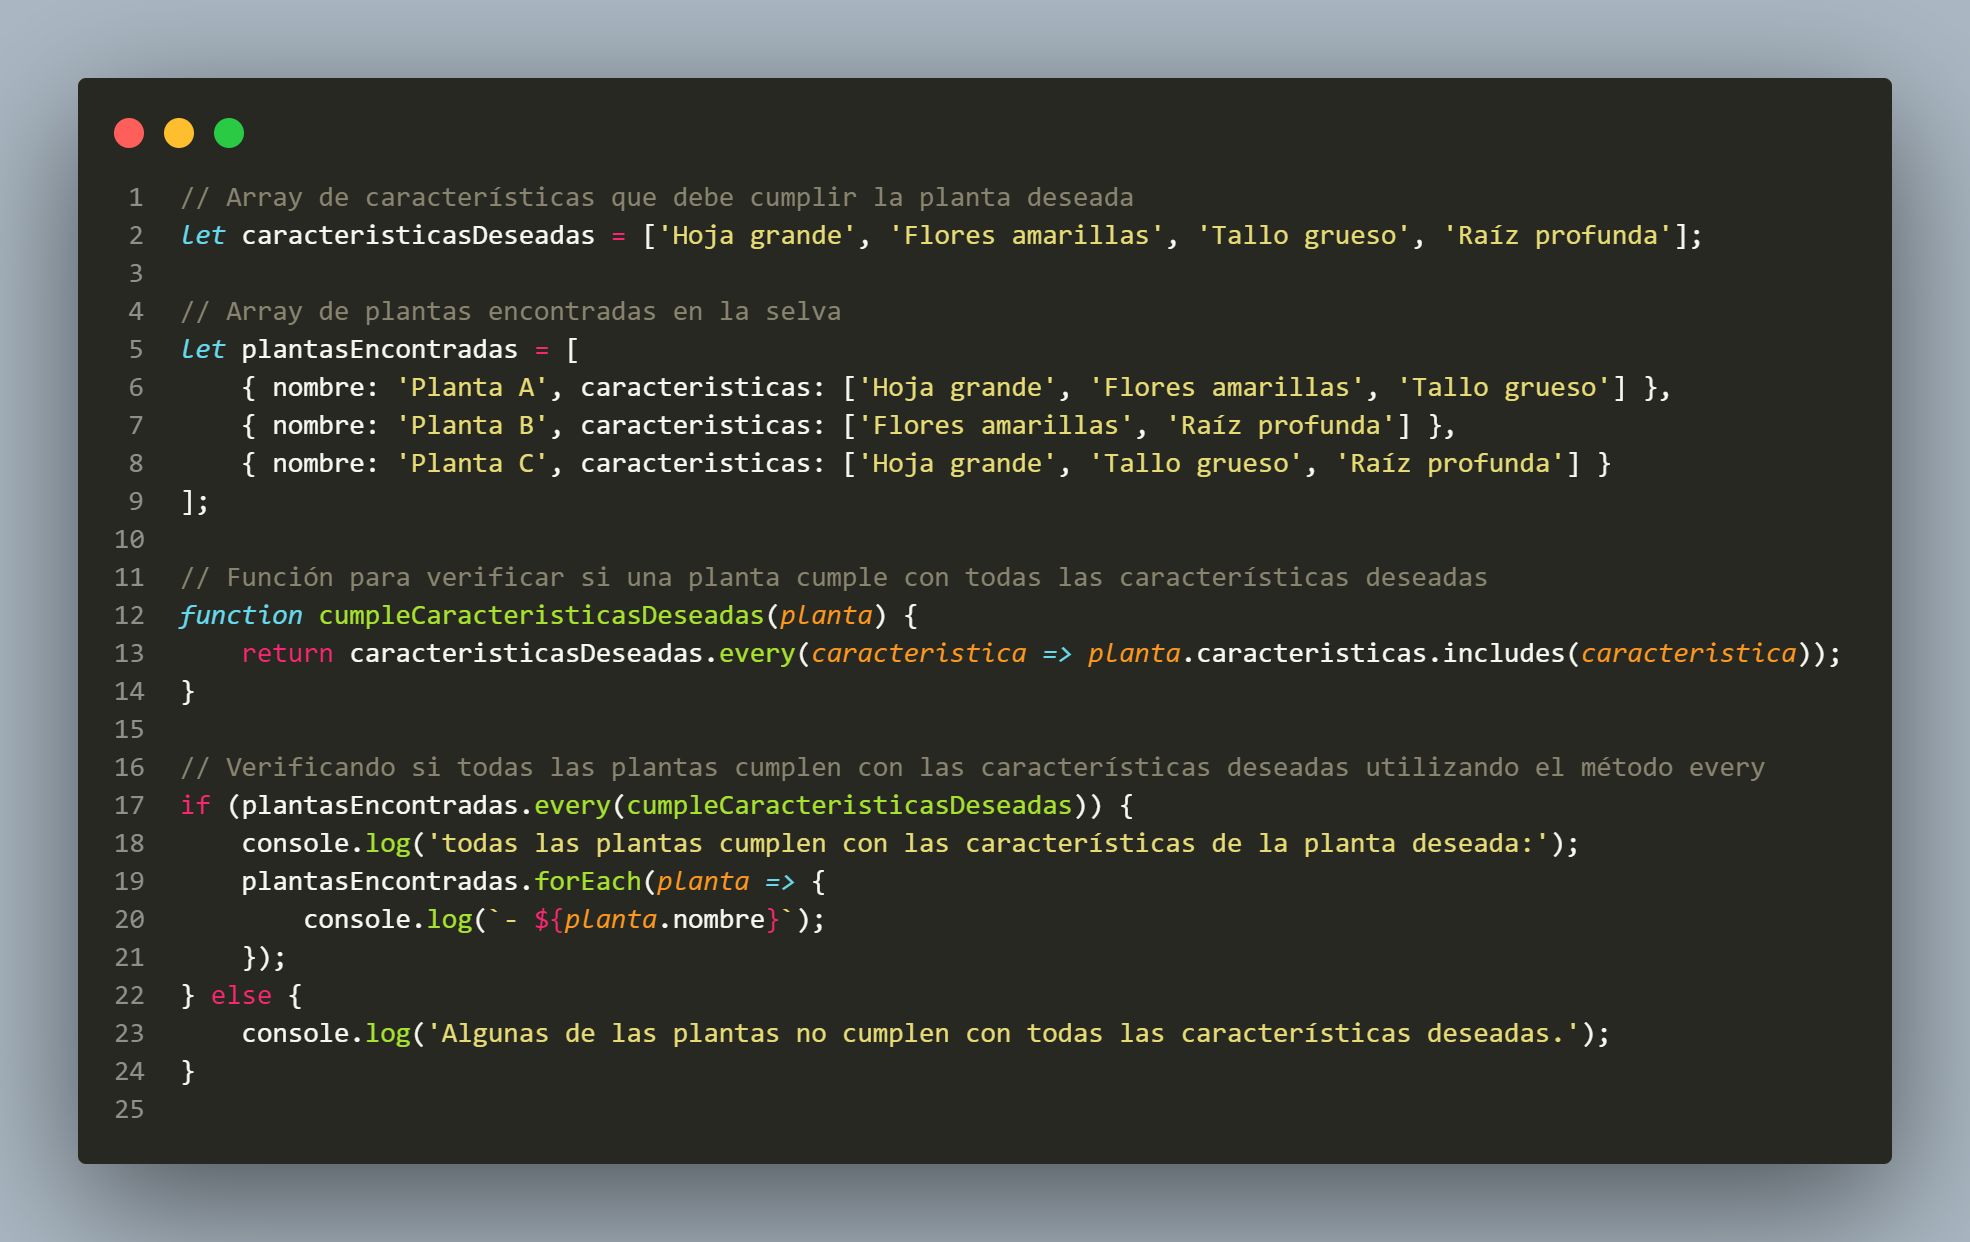 1 // Array de características que debe cumplir la planta deseada
2 let caracteristicasDeseadas = ['Hoja grande', 'Flores amarillas', 'Tallo grueso', 'Raíz profunda'];
3
4 // Array de plantas encontradas en la selva
5 let plantasEncontradas = [
6     { nombre: 'Planta A', caracteristicas: ['Hoja grande', 'Flores amarillas', 'Tallo grueso'] },
7     { nombre: 'Planta B', caracteristicas: ['Flores amarillas', 'Raíz profunda'] },
8     { nombre: 'Planta C', caracteristicas: ['Hoja grande', 'Tallo grueso', 'Raíz profunda'] }
9 ];
10
11 // Función para verificar si una planta cumple con todas las características deseadas
12 function cumpleCaracteristicasDeseadas(planta) {
13     return caracteristicasDeseadas.every(caracteristica => planta.caracteristicas.includes(caracteristica));
14 }
15
16 // Verificando si todas las plantas cumplen con las características deseadas utilizando el método every
17 if (plantasEncontradas.every(cumpleCaracteristicasDeseadas)) {
18     console.log('todas las plantas cumplen con las características de la planta deseada:');
19     plantasEncontradas.forEach(planta => {
20         console.log(`- ${planta.nombre}`);
21     });
22 } else {
23     console.log('Algunas de las plantas no cumplen con todas las características deseadas.');
24 }
25